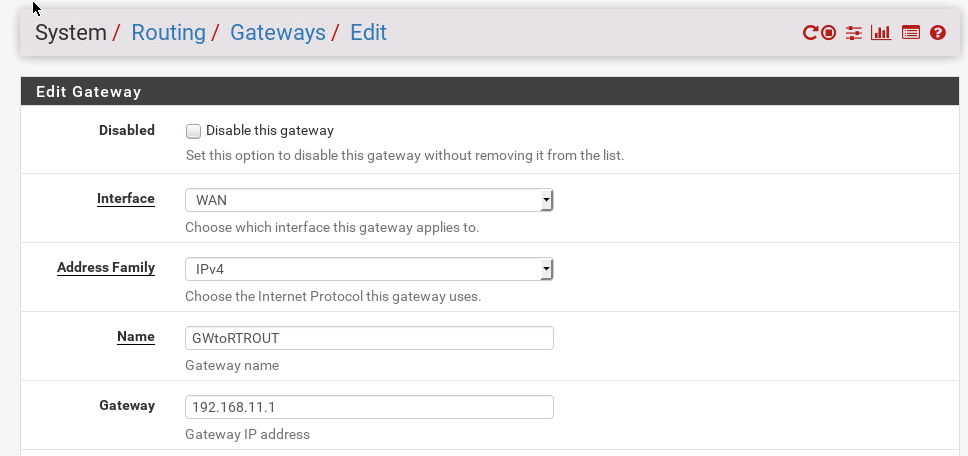 System / Routing / Gateways / Edit
Edit Gateway
Disabled
Disable this gateway
Set this option to disable this gateway without removing it from the list.
Interface
WAN
Choose which interface this gateway applies to.
Address Family
IPv4
Choose the Internet Protocol this gateway uses.
Name
GWtoRTROUT
Gateway name
Gateway
192.168.11.1
Gateway IP address